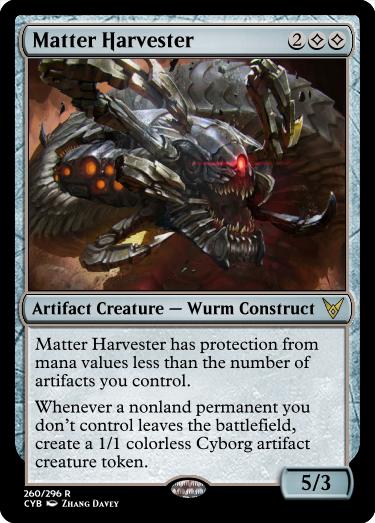 Matter Harvester 2
Artifact Creature — Wurm Construct
Matter Harvester has protection from
mana values less than the number of
artifacts you control.
Whenever a nonland permanent you
don't control leaves the battlefield,
create a 1/1 colorless Cyborg artifact
creature token.
5/3
260/296 R
CYB Zhang Davey